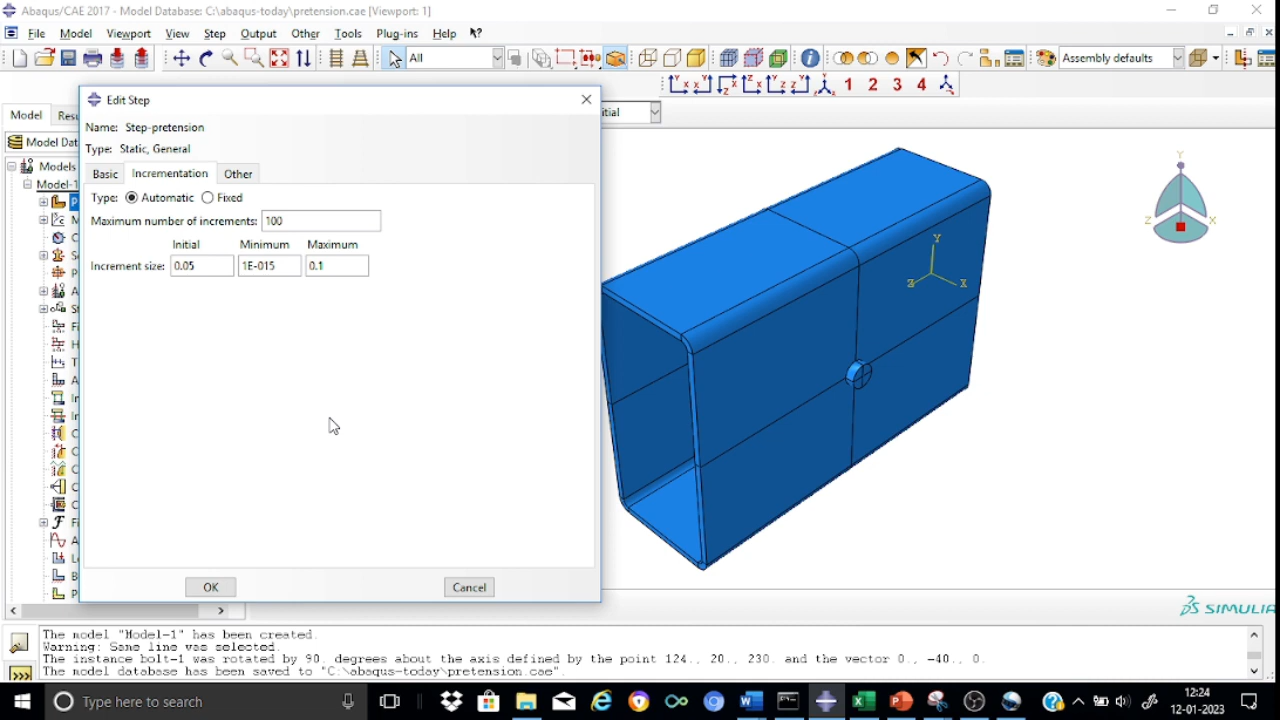 Abaqus/CAE 2017 - Model Database: C:\abaqus-today\pretension.cae [Viewport: 1]
File Model Viewport View Step Output Other Tools Plug-ins Help
All
Assembly defaults
1 2 3 4
Edit Step
Model
itial
Name: Step-pretension
Model Dat
Type: Static, General
Models
Basic Incrementation Other
Model-1
Type: Automatic Fixed
Maximum number of increments: 100
Initial Minimum Maximum
Increment size: 0.05 1E-015 0.1
Y
Z X
Y
Z X
OK Cancel
SIMULIA
The model "Model-1" has been created.
Warning: Same line was selected.
The instance bolt-1 was rotated by 90. degrees about the axis defined by the point 124., 20., 230. and the vector 0., -40., 0.
The model database has been saved to "C:\abaqus-today\pretension.cae".
Type here to search
12:24
12-01-2023